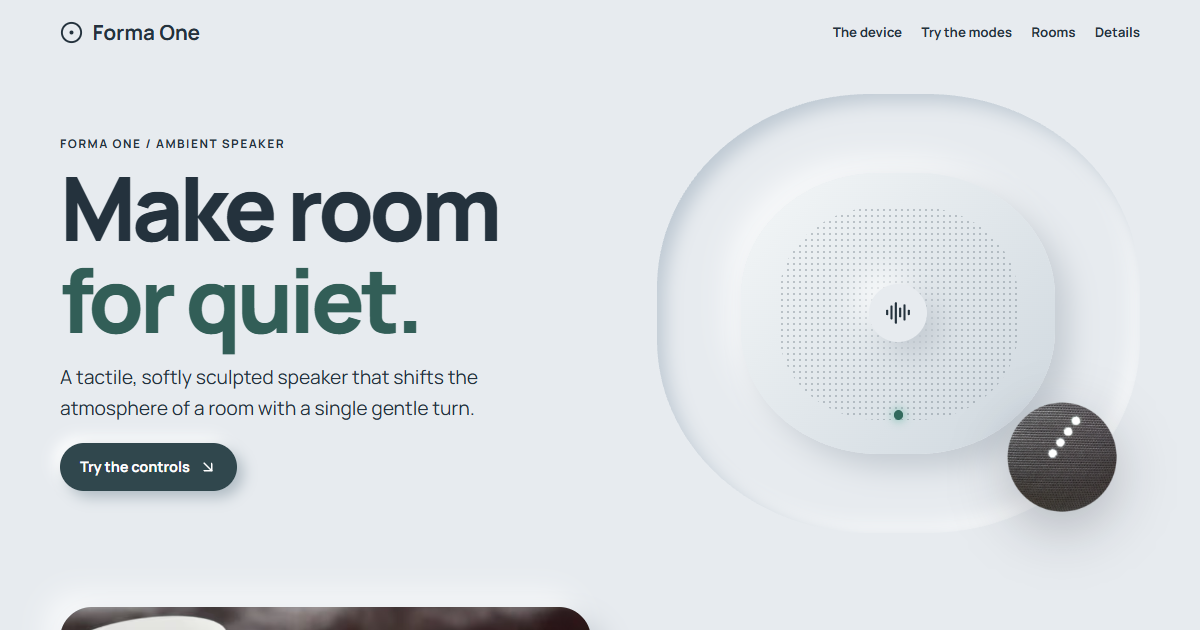 Forma One
The device
Try the modes
Rooms
Details
FORMA ONE / AMBIENT SPEAKER
Make room
for quiet.
A tactile, softly sculpted speaker that shifts the
atmosphere of a room with a single gentle turn.
Try the controls